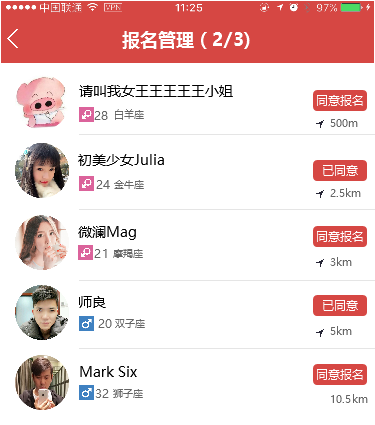 中国联通 VPN 11:25 97%
报名管理（2/3）
请叫我女王王王王王小姐
28 白羊座
同意报名
500m
初美少女Julia
24 金牛座
已同意
2.5km
微澜Mag
21 摩羯座
同意报名
3km
师良
20 双子座
已同意
5km
Mark Six
32 狮子座
同意报名
10.5km